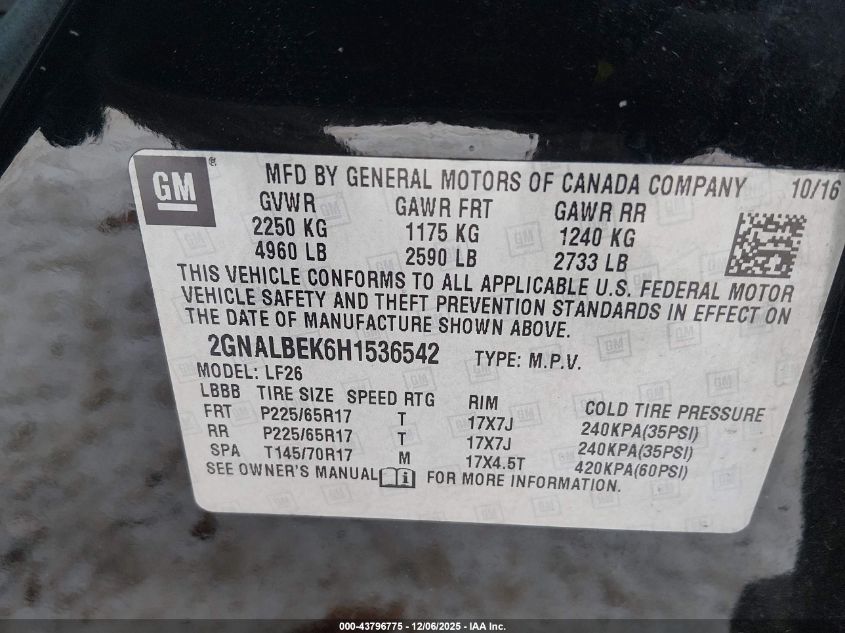 GM ® MFD BY GENERAL MOTORS OF CANADA COMPANY 10/16
GVWR GAWR FRT GAWR RR
2250 KG 1175 KG 1240 KG
4960 LB 2590 LB 2733 LB
THIS VEHICLE CONFORMS TO ALL APPLICABLE U.S. FEDERAL MOTOR
VEHICLE SAFETY AND THEFT PREVENTION STANDARDS IN EFFECT ON
THE DATE OF MANUFACTURE SHOWN ABOVE.
2GNALBEK6H1536542 TYPE: M.P.V.
MODEL: LF26
LBBB TIRE SIZE SPEED RTG RIM COLD TIRE PRESSURE
FRT P225/65R17 T 17X7J 240KPA(35PSI)
RR P225/65R17 T 17X7J 240KPA(35PSI)
SPA T145/70R17 M 17X4.5T 420KPA(60PSI)
SEE OWNER'S MANUAL i FOR MORE INFORMATION.
000-43796775 - 12/06/2025 - IAA Inc.